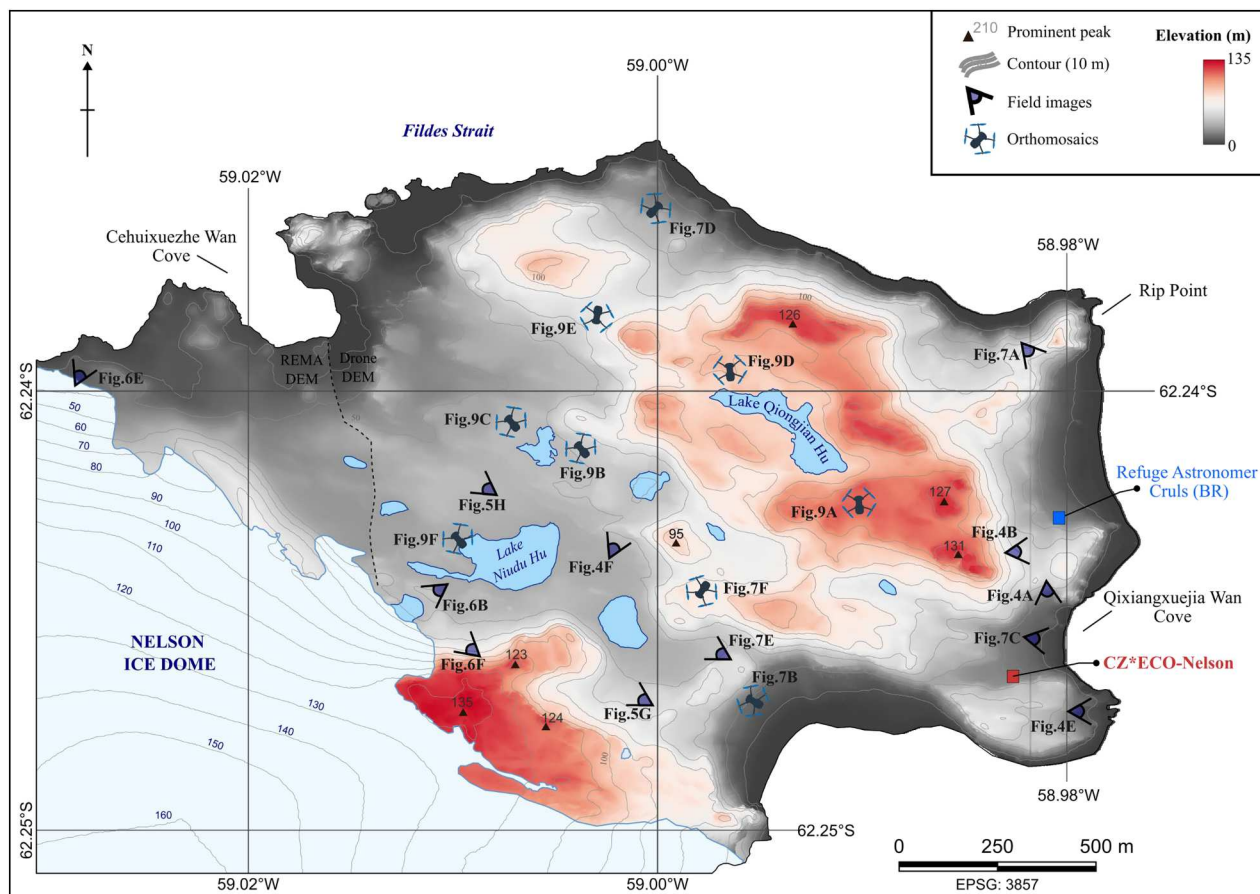 210
Prominent peak
Contour (10 m)
Field images
Orthomosaics
Elevation (m)
135
0
N
59.00°W
Fildes Strait
59.02°W
Cehuixuezhe Wan
Cove
58.98°W
Fig.7D
100
Rip Point
100
126
Fig.9E
Fig.7A
Fig.9D
REMA
DEM
Drone
DEM
Fig.6E
62.24°S
62.24°S
Lake Qiongjian Hu
50
50
60
70
80
90
100
110
120
Fig.9C
Fig.9B
Refuge Astronomer
Cruls (BR)
Fig.5H
127
Fig.9A
Fig.4B
Fig.9F
Lake
Niudu Hu
95
131
Fig.4F
Fig.6B
Fig.7F
Fig.4A
Qixiangxuejia Wan
Cove
NELSON
ICE DOME
Fig.6F
123
Fig.7E
Fig.7C
CZ*ECO-Nelson
Fig.7B
130
135
124
Fig.5G
Fig.4E
140
150
100
58.98°W
160
62.25°S
62.25°S
0 250 500 m
EPSG: 3857
59.02°W
59.00°W